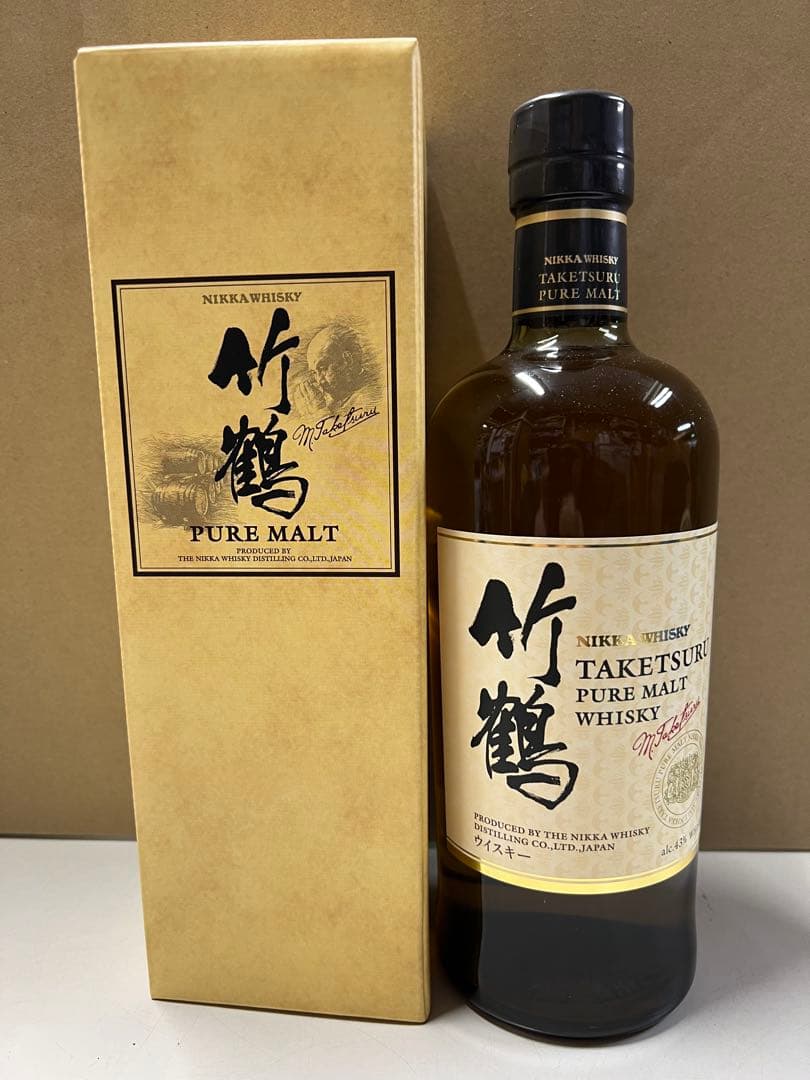 NIKKA WHISKY
竹鶴
M.Taketsuru
PURE MALT
PRODUCED BY
THE NIKKA WHISKY DISTILLING CO.,LTD.,JAPAN
NIKKA WHISKY
TAKETSURU
PURE MALT
竹鶴
NIKKA WHISKY
TAKETSURU
PURE MALT
WHISKY
M.Taketsuru
PRODUCED BY THE NIKKA WHISKY
DISTILLING CO.,LTD.,JAPAN
ウイスキー
alc.43%